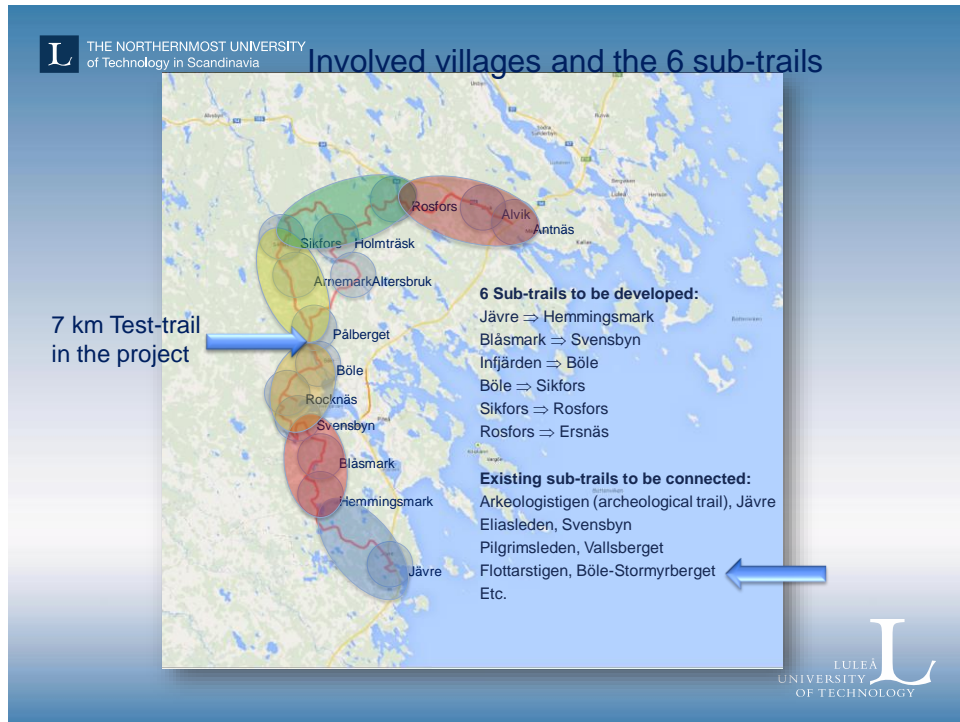 THE NORTHERNMOST UNIVERSITY
of Technology in Scandinavia
Involved villages and the 6 sub-trails
Rosfors
Alvik
Antnäs
Sikfors
Holmträsk
ArnemarkAltersbruk
Pålberget
Böle
Rocknäs
Svensbyn
Blåsmark
Hemmingsmark
Jävre
7 km Test-trail
in the project
6 Sub-trails to be developed:
Jävre ⇒ Hemmingsmark
Blåsmark ⇒ Svensbyn
Infjärden ⇒ Böle
Böle ⇒ Sikfors
Sikfors ⇒ Rosfors
Rosfors ⇒ Ersnäs
Existing sub-trails to be connected:
Arkeologistigen (archeological trail), Jävre
Eliasleden, Svensbyn
Pilgrimsleden, Vallsberget
Flottarstigen, Böle-Stormyrberget
Etc.
LULEÅ
UNIVERSITY
OF TECHNOLOGY